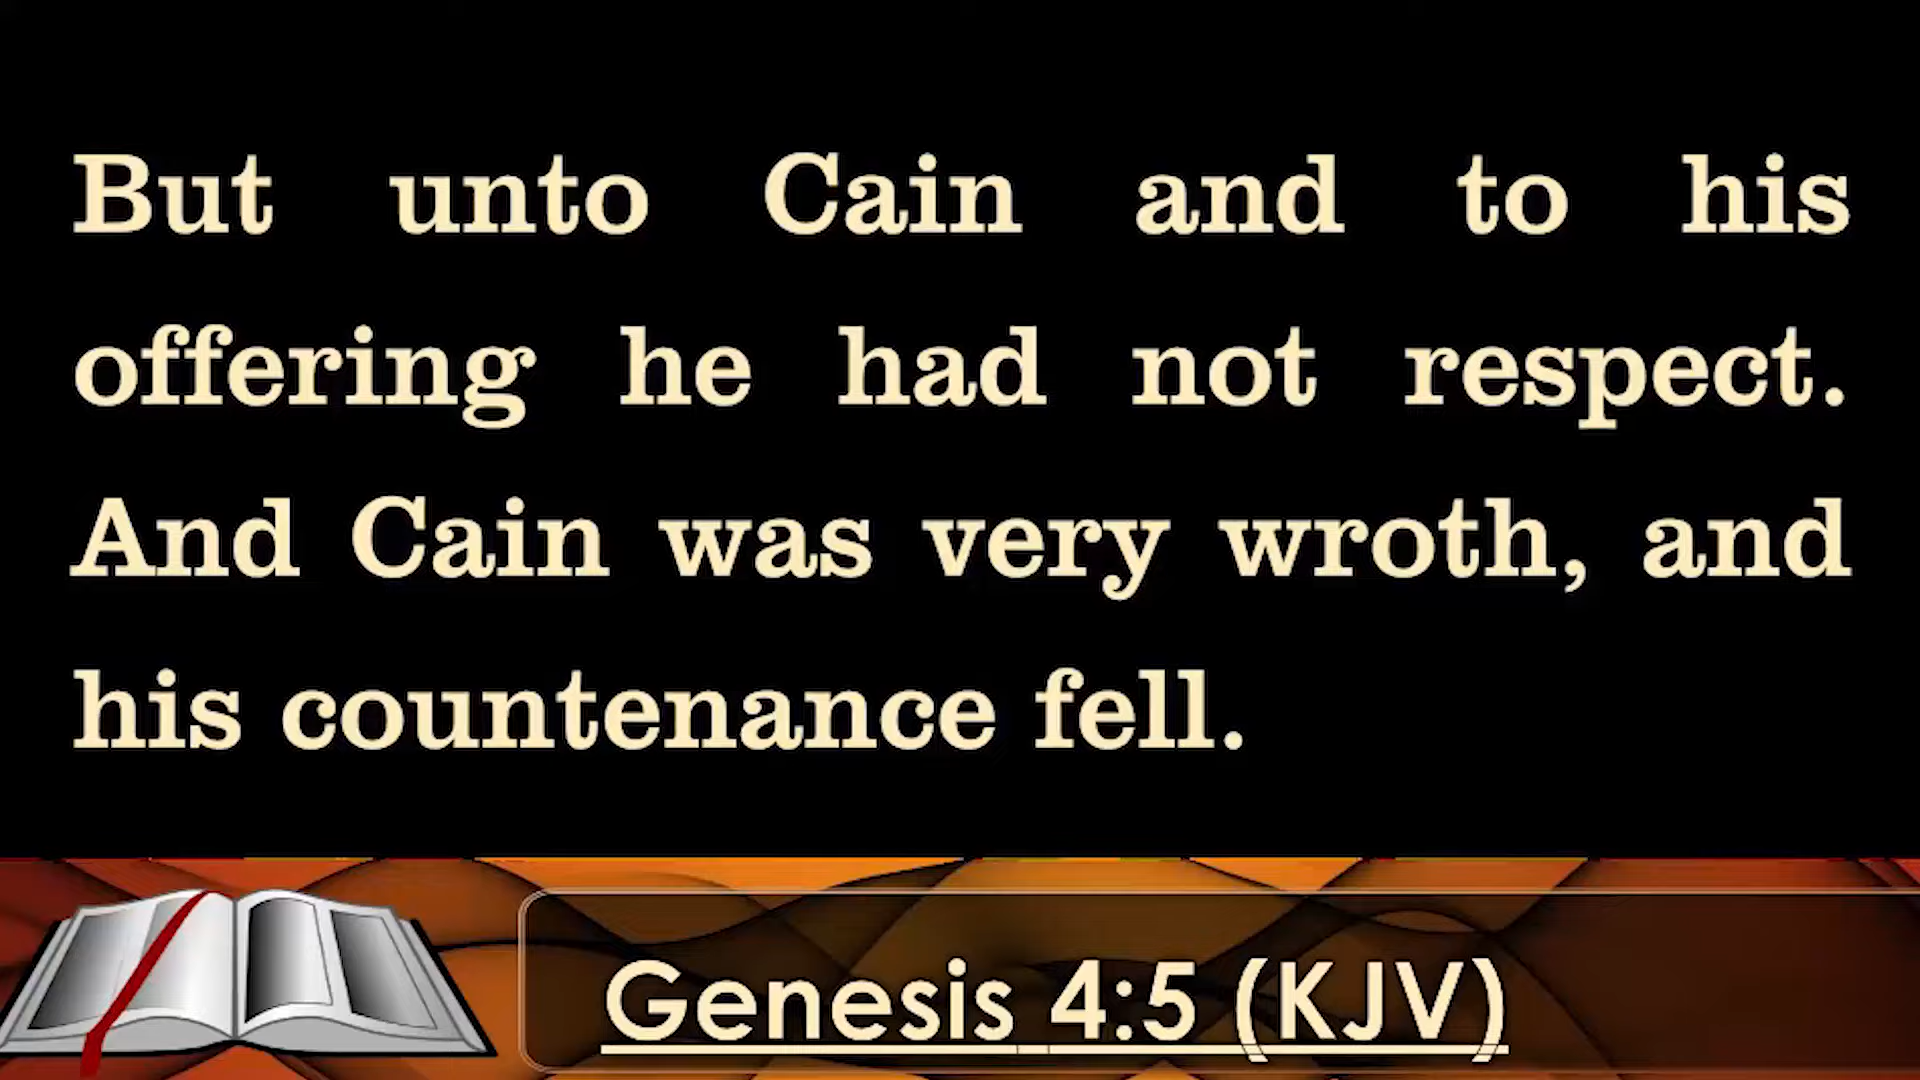 But unto Cain and to his
offering he had not respect.
And Cain was very wroth, and
his countenance fell.
Genesis 4:5 (KJV)